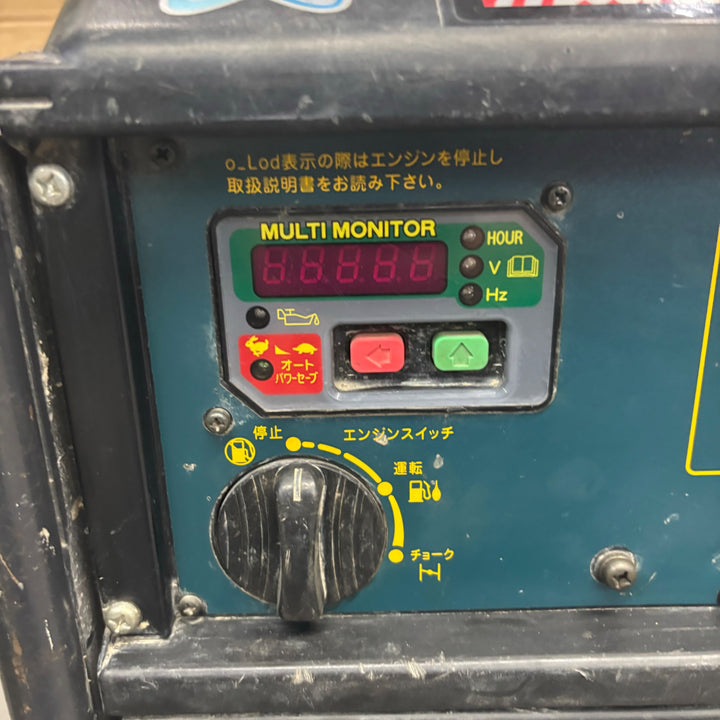 o_Lod表示の際はエンジンを停止し
取扱説明書をお読み下さい。
MULTI MONITOR
HOUR
V
Hz
オート
パワーセーブ
停止
エンジンスイッチ
運転
チョーク